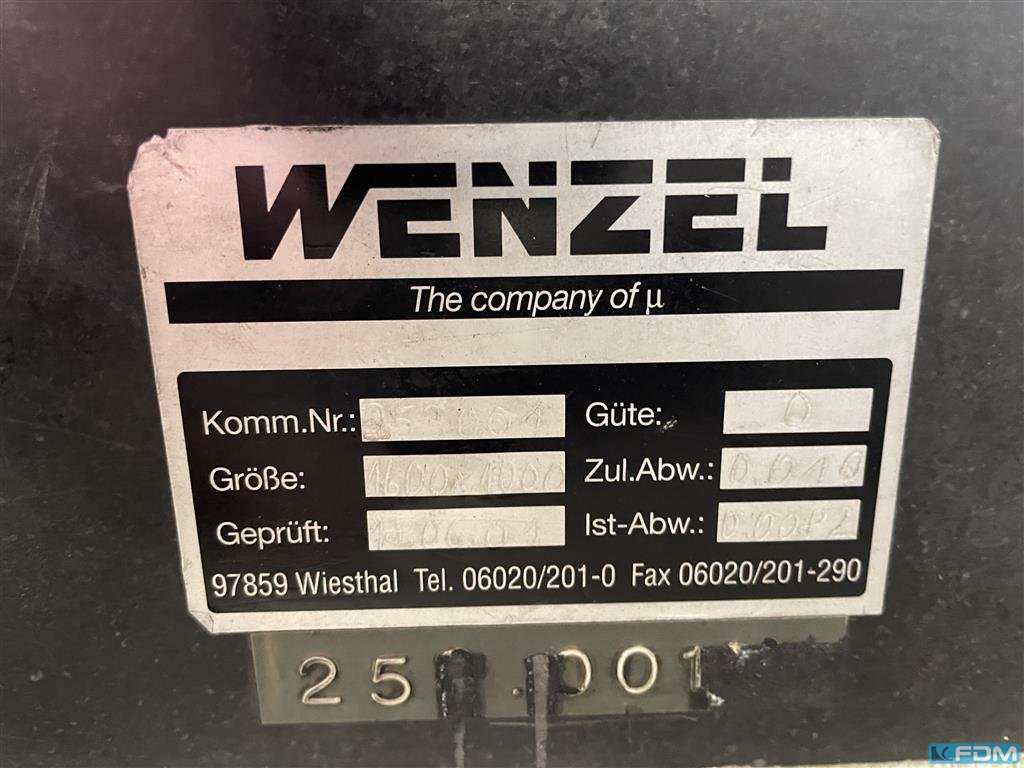 WENZEL
The company of µ
Komm.Nr.: Güte: 0
Größe: 1600x1000 Zul.Abw.: 0.010
Geprüft: Ist-Abw.:
97859 Wiesthal Tel. 06020/201-0 Fax 06020/201-290
FDM